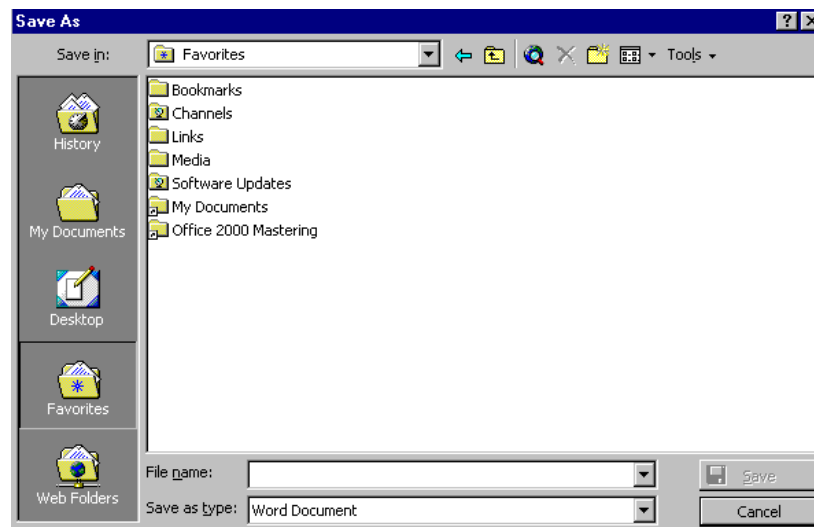 Save As
Save in:
Favorites
Tools
History
My Documents
Desktop
Favorites
Web Folders
Bookmarks
Channels
Links
Media
Software Updates
My Documents
Office 2000 Mastering
File name:
Save
Save as type:
Word Document
Cancel